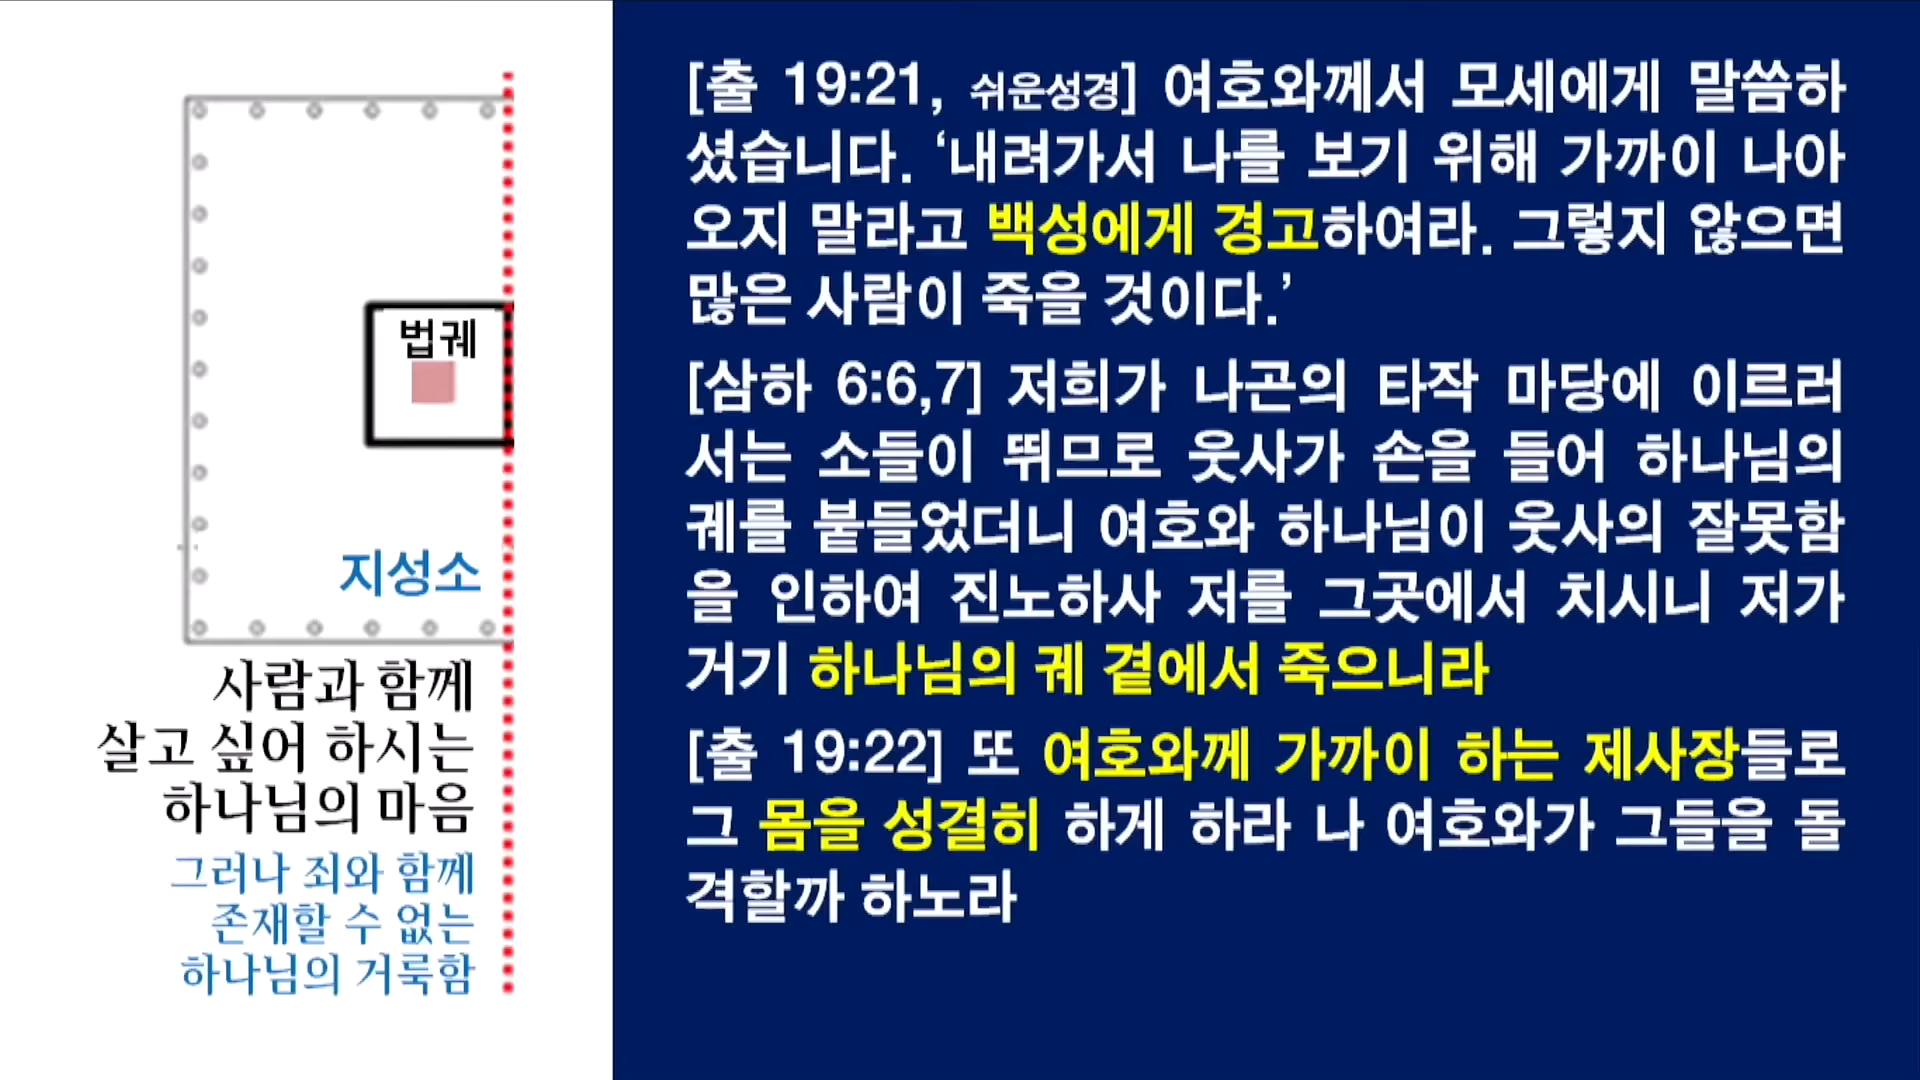 법궤
지성소
사람과 함께
살고 싶어 하시는
하나님의 마음
그러나 죄와 함께
존재할 수 없는
하나님의 거룩함
[출 19:21, 쉬운성경] 여호와께서 모세에게 말씀하
셨습니다. ‘내려가서 나를 보기 위해 가까이 나아
오지 말라고 백성에게 경고하여라. 그렇지 않으면
많은 사람이 죽을 것이다.’
[삼하 6:6,7] 저희가 나곤의 타작 마당에 이르러
서는 소들이 뛰므로 웃사가 손을 들어 하나님의
궤를 붙들었더니 여호와 하나님이 웃사의 잘못함
을 인하여 진노하사 저를 그곳에서 치시니 저가
거기 하나님의 궤 곁에서 죽으니라
[출 19:22] 또 여호와께 가까이 하는 제사장들로
그 몸을 성결히 하게 하라 나 여호와가 그들을 돌
격할까 하노라